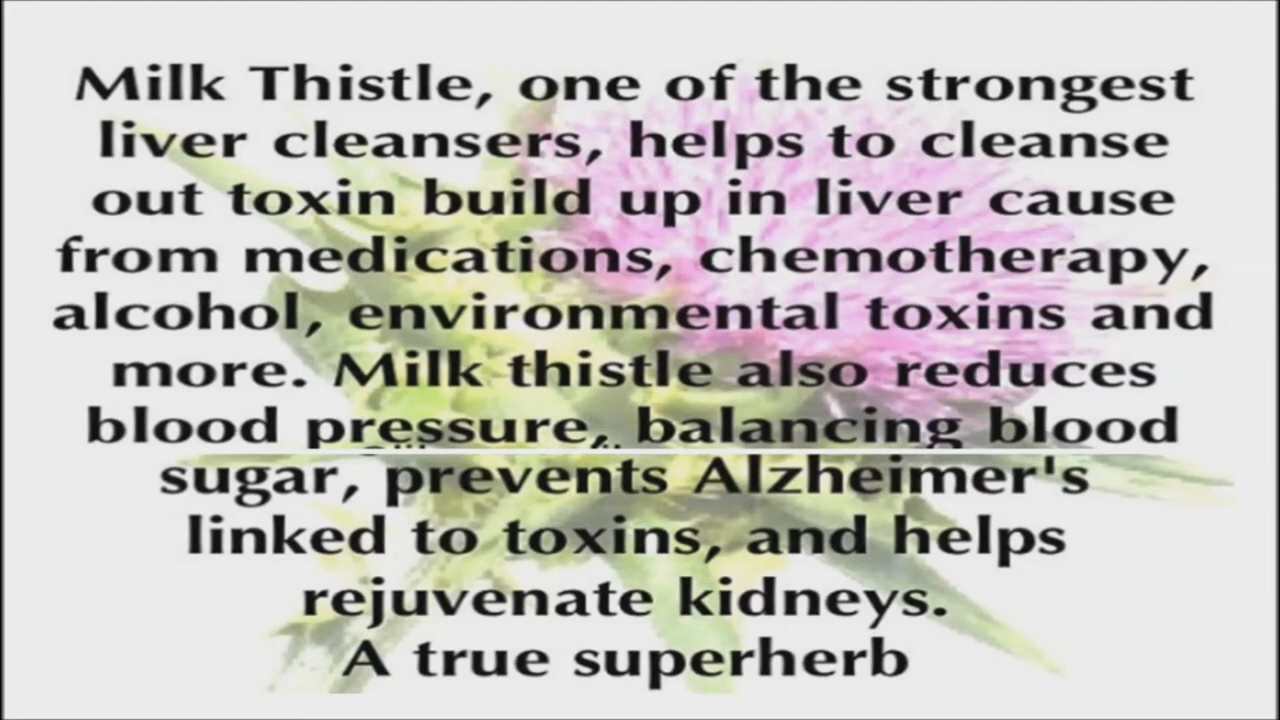 Milk Thistle, one of the strongest
liver cleansers, helps to cleanse
out toxin build up in liver cause
from medications, chemotherapy,
alcohol, environmental toxins and
more. Milk thistle also reduces
blood pressure, balancing blood
sugar, prevents Alzheimer's
linked to toxins, and helps
rejuvenate kidneys.
A true superherb